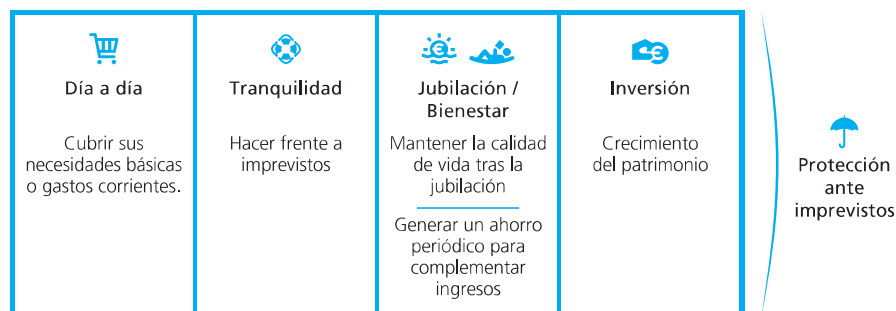 Día a día
Cubrir sus
necesidades básicas
o gastos corrientes.
Tranquilidad
Hacer frente a
imprevistos
Jubilación /
Bienestar
Mantener la calidad
de vida tras la
jubilación
Generar un ahorro
periódico para
complementar
ingresos
Inversión
Crecimiento
del patrimonio
Protección
ante
imprevistos